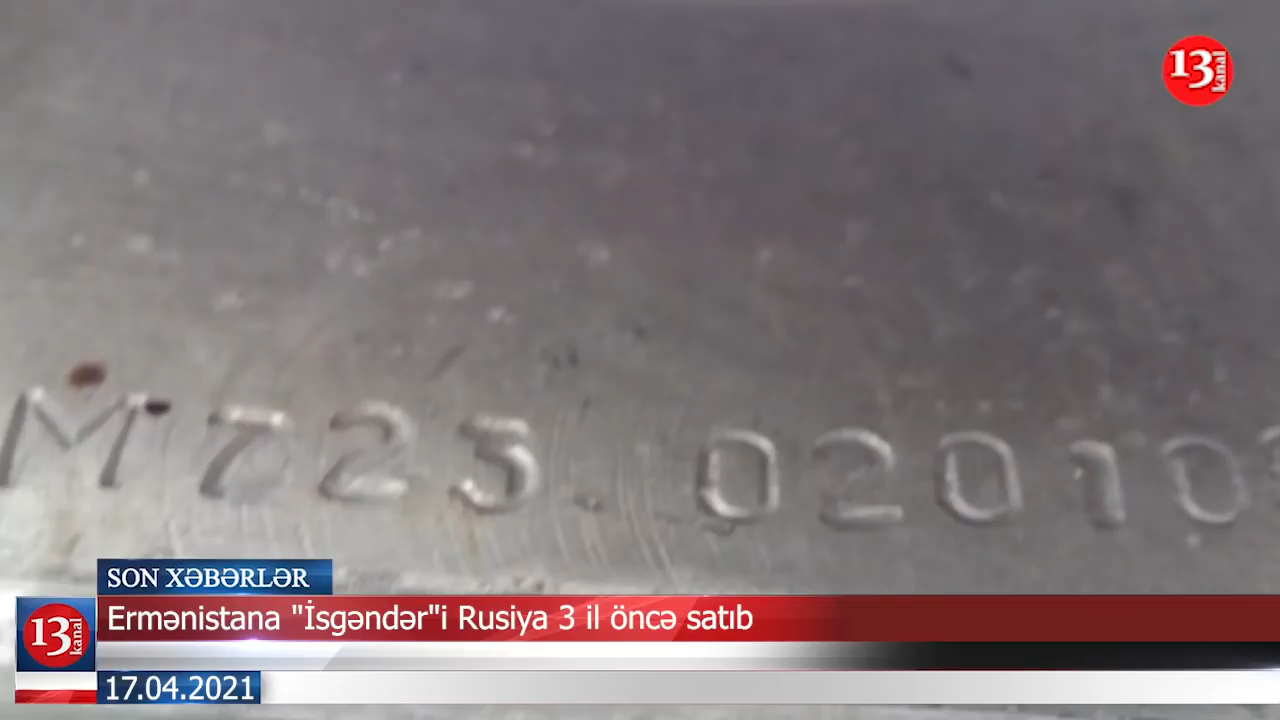 13 kanal
M723.02010
SON XƏBƏRLƏR
Ermənistana "İsgəndər"i Rusiya 3 il öncə satıb
13 kanal
17.04.2021